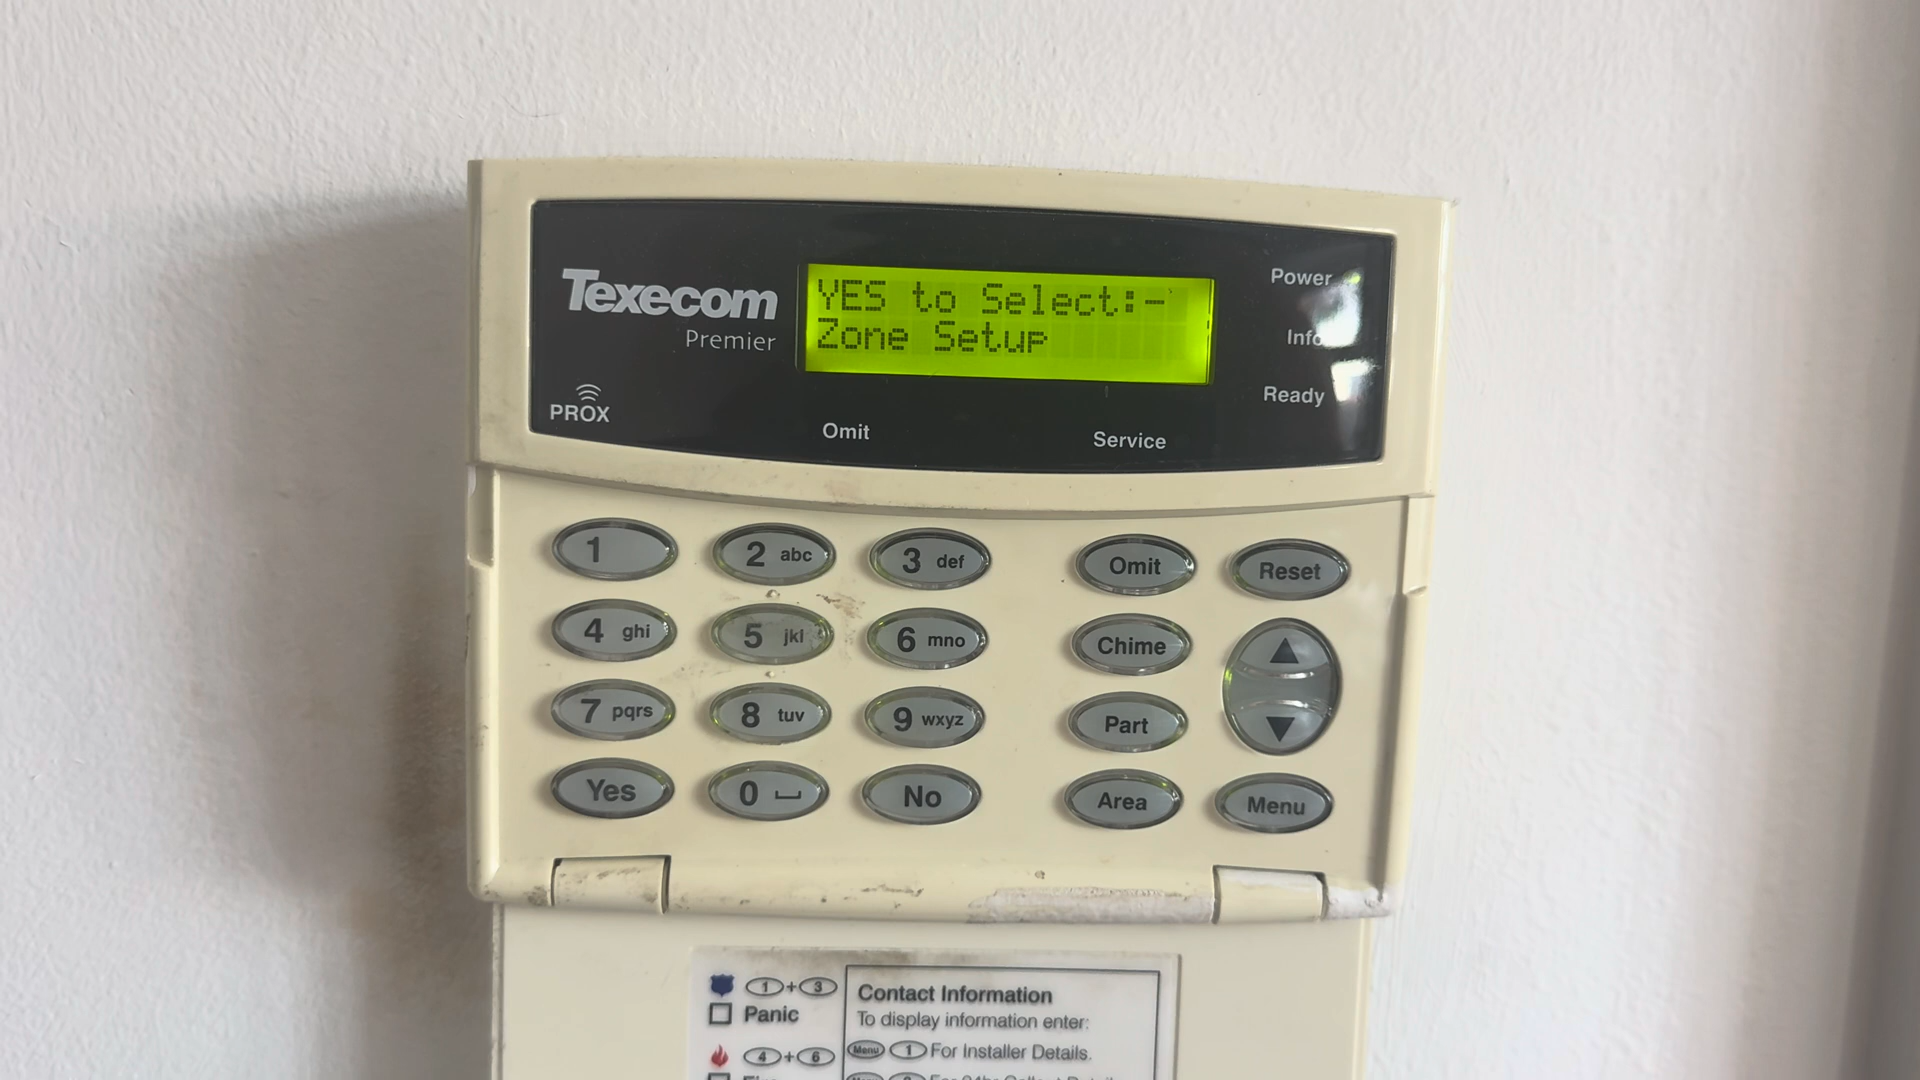 Texecom
Premier
PROX
YES to Select:-
Zone Setup
Power
Info
Ready
Omit
Service
1
2 abc
3 def
Omit
Reset
4 ghi
5 jkl
6 mno
Chime
7 pqrs
8 tuv
9 wxyz
Part
Yes
0
No
Area
Menu
1 + 3
Panic
4 + 6
Contact Information
To display information enter:
Menu 1 For Installer Details.